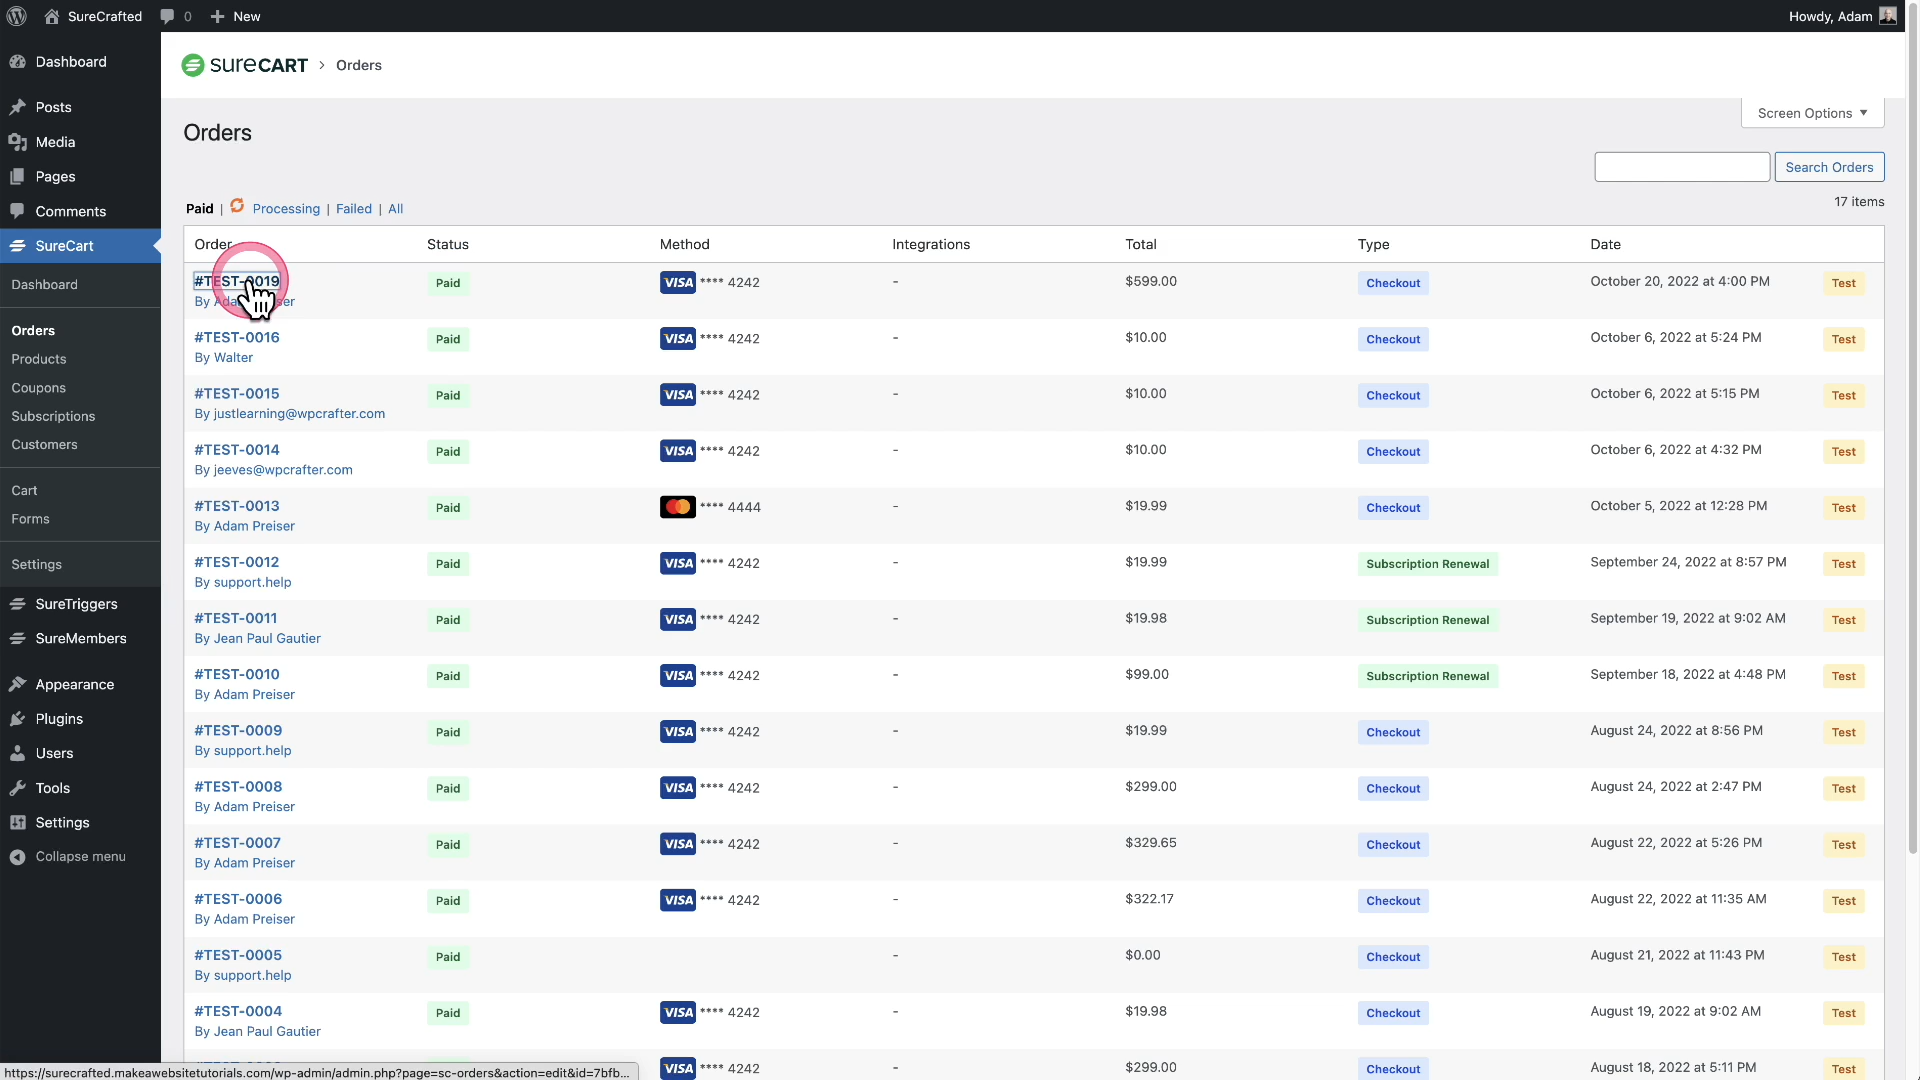 SureCrafted 0 New Howdy, Adam
Dashboard
Posts
Media
Pages
Comments
SureCart
Dashboard
Orders
Products
Coupons
Subscriptions
Customers
Cart
Forms
Settings
SureTriggers
SureMembers
Appearance
Plugins
Users
Tools
Settings
Collapse menu
SURECART > Orders
Screen Options ▼
Orders
Search Orders
Paid | Processing | Failed | All
17 items
Order Status Method Integrations Total Type Date
#TEST-0019 Paid VISA **** 4242 - $599.00 Checkout October 20, 2022 at 4:00 PM Test
By
#TEST-0016 Paid VISA **** 4242 - $10.00 Checkout October 6, 2022 at 5:24 PM Test
By Walter
#TEST-0015 Paid VISA **** 4242 - $10.00 Checkout October 6, 2022 at 5:15 PM Test
By justlearning@wpcrafter.com
#TEST-0014 Paid VISA **** 4242 - $10.00 Checkout October 6, 2022 at 4:32 PM Test
By jeeves@wpcrafter.com
#TEST-0013 Paid **** 4444 - $19.99 Checkout October 5, 2022 at 12:28 PM Test
By Adam Preiser
#TEST-0012 Paid VISA **** 4242 - $19.99 Subscription Renewal September 24, 2022 at 8:57 PM Test
By support.help
#TEST-0011 Paid VISA **** 4242 - $19.98 Subscription Renewal September 19, 2022 at 9:02 AM Test
By Jean Paul Gautier
#TEST-0010 Paid VISA **** 4242 - $99.00 Subscription Renewal September 18, 2022 at 4:48 PM Test
By Adam Preiser
#TEST-0009 Paid VISA **** 4242 - $19.99 Checkout August 24, 2022 at 8:56 PM Test
By support.help
#TEST-0008 Paid VISA **** 4242 - $299.00 Checkout August 24, 2022 at 2:47 PM Test
By Adam Preiser
#TEST-0007 Paid VISA **** 4242 - $329.65 Checkout August 22, 2022 at 5:26 PM Test
By Adam Preiser
#TEST-0006 Paid VISA **** 4242 - $322.17 Checkout August 22, 2022 at 11:35 AM Test
By Adam Preiser
#TEST-0005 Paid - $0.00 Checkout August 21, 2022 at 11:43 PM Test
By support.help
#TEST-0004 Paid VISA **** 4242 - $19.98 Checkout August 19, 2022 at 9:02 AM Test
By Jean Paul Gautier
VISA **** 4242 - $299.00 Checkout August 18, 2022 at 5:11 PM Test
https://surecrafted.makeawebsitetutorials.com/wp-admin/admin.php?page=sc-orders&action=edit&id=7bfb...